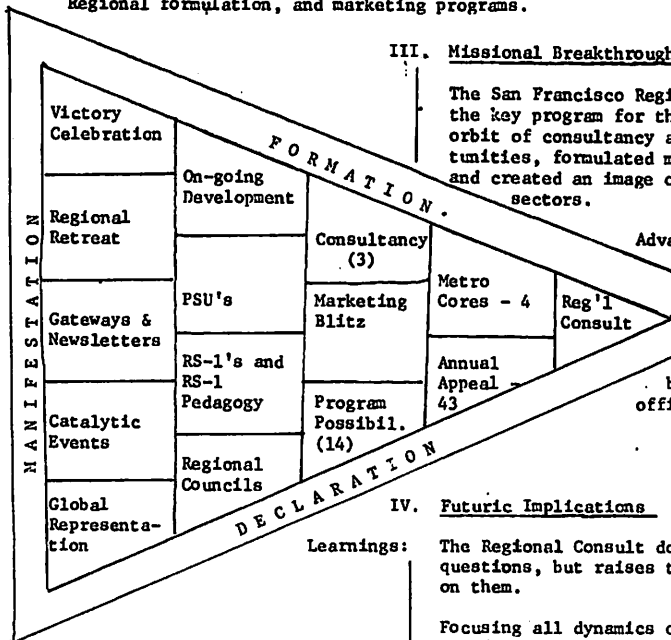 Regional formulation, and marketing programs.
III. Missional Breakthrough
The San Francisco Regi
the key program for th
orbit of consultancy a
tunities, formulated m
and created an image o
sectors.
Adva
FORMATION.
MANIFESTATION
DECLARATION
Victory
Celebration
Regional
Retreat
Gateways &
Newsletters
Catalytic
Events
Global
Representa-
tion
On-going
Development
PSU's
RS-1's and
RS-1
Pedagogy
Regional
Councils
Consultancy
(3)
Marketing
Blitz
Program
Possibil.
(14)
Metro
Cores - 4
Annual
Appeal -
43
Reg'l
Consult
offi
IV. Futuric Implications
Learnings:
The Regional Consult do
questions, but raises t
on them.
Focusing all dynamics o